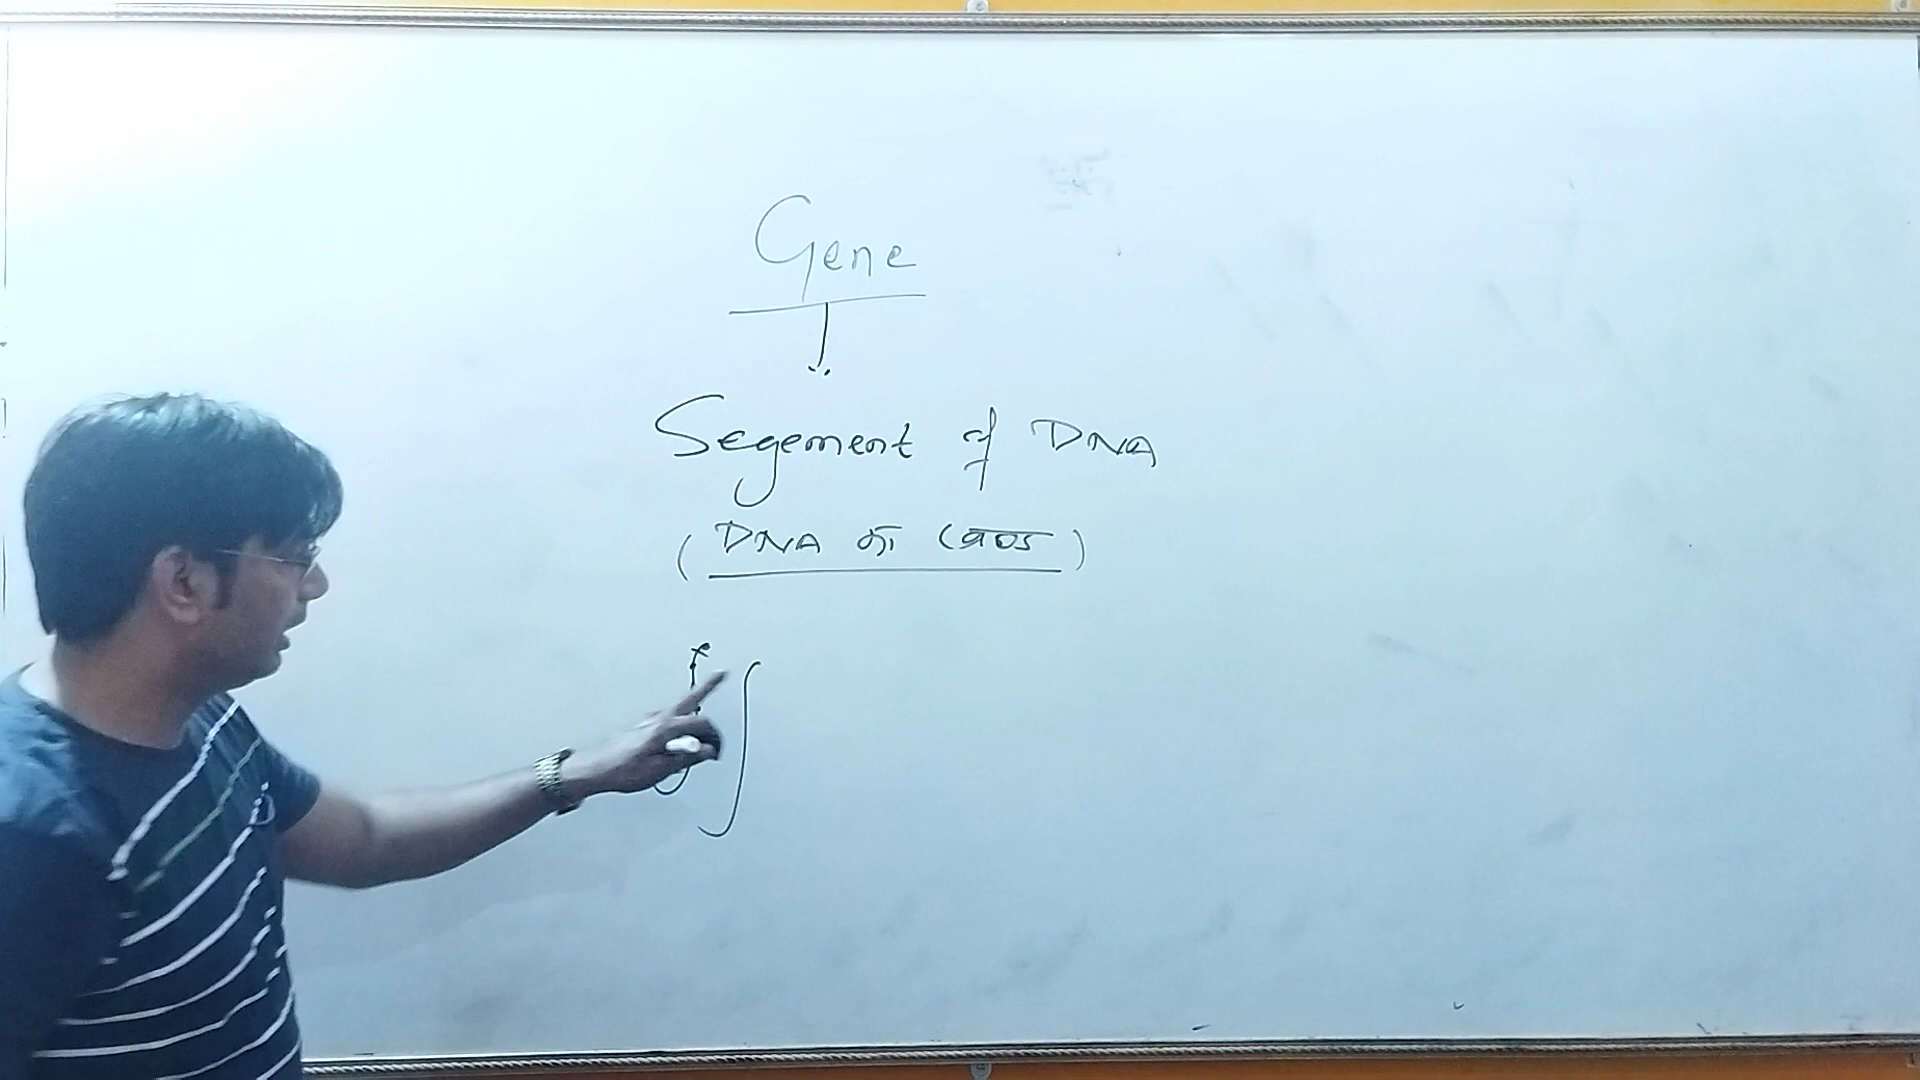 Gene
Segement of DNA
(DNA का खण्ड)